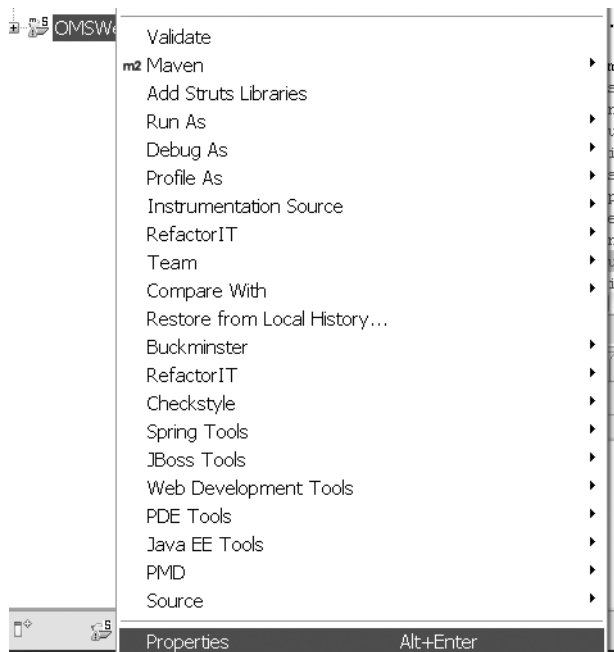 OMSWe
Validate
m2 Maven
Add Struts Libraries
Run As
Debug As
Profile As
Instrumentation Source
RefactorIT
Team
Compare With
Restore from Local History...
Buckminster
RefactorIT
Checkstyle
Spring Tools
JBoss Tools
Web Development Tools
PDE Tools
Java EE Tools
PMD
Source
Properties Alt+Enter